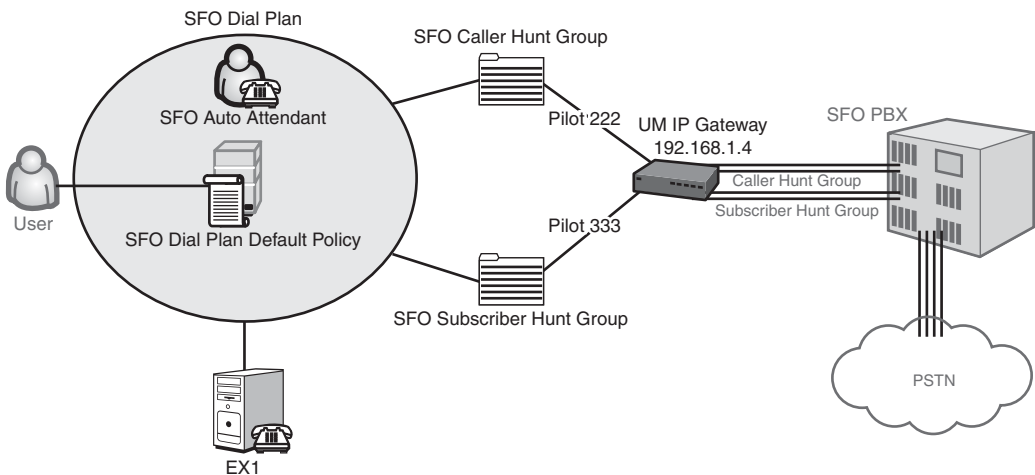 SFO Dial Plan
SFO Caller Hunt Group
SFO Auto Attendant
Pilot 222
UM IP Gateway
192.168.1.4
SFO PBX
Caller Hunt Group
Subscriber Hunt Group
User
SFO Dial Plan Default Policy
Pilot 333
SFO Subscriber Hunt Group
PSTN
EX1